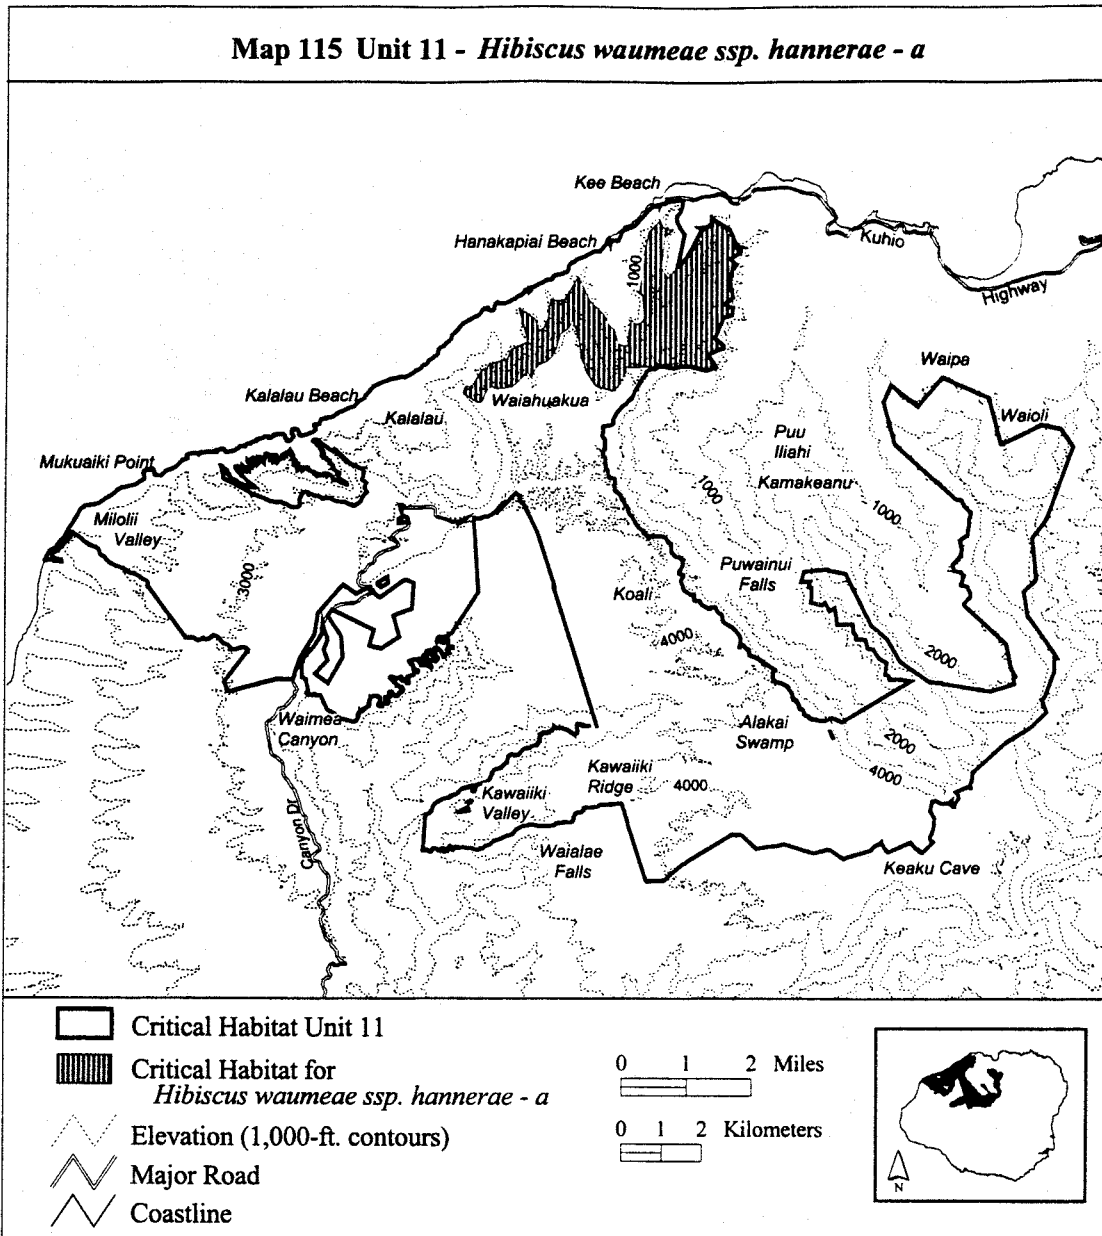 Map 115 Unit 11 - Hibiscus waumeae ssp. hannerae - a
Kee Beach
Hanakapiai Beach
Kuhio
Highway
1000
Waipa
Waioli
Kalalau Beach
Waiahuakua
Kalalau
Puu
Iliahi
Kamakeanu
Mukuaiki Point
1000
1000
Milolii
Valley
Puwainui
Falls
3000
Koali
4000
2000
Waimea
Canyon
Alakai
Swamp
2000
4000
Kawaiiki
Ridge
4000
Kawaiiki
Valley
Canyon Dr
Waialae
Falls
Keaku Cave
Critical Habitat Unit 11
Critical Habitat for
Hibiscus waumeae ssp. hannerae - a
Elevation (1,000-ft. contours)
Major Road
Coastline
0 1 2 Miles
0 1 2 Kilometers
N